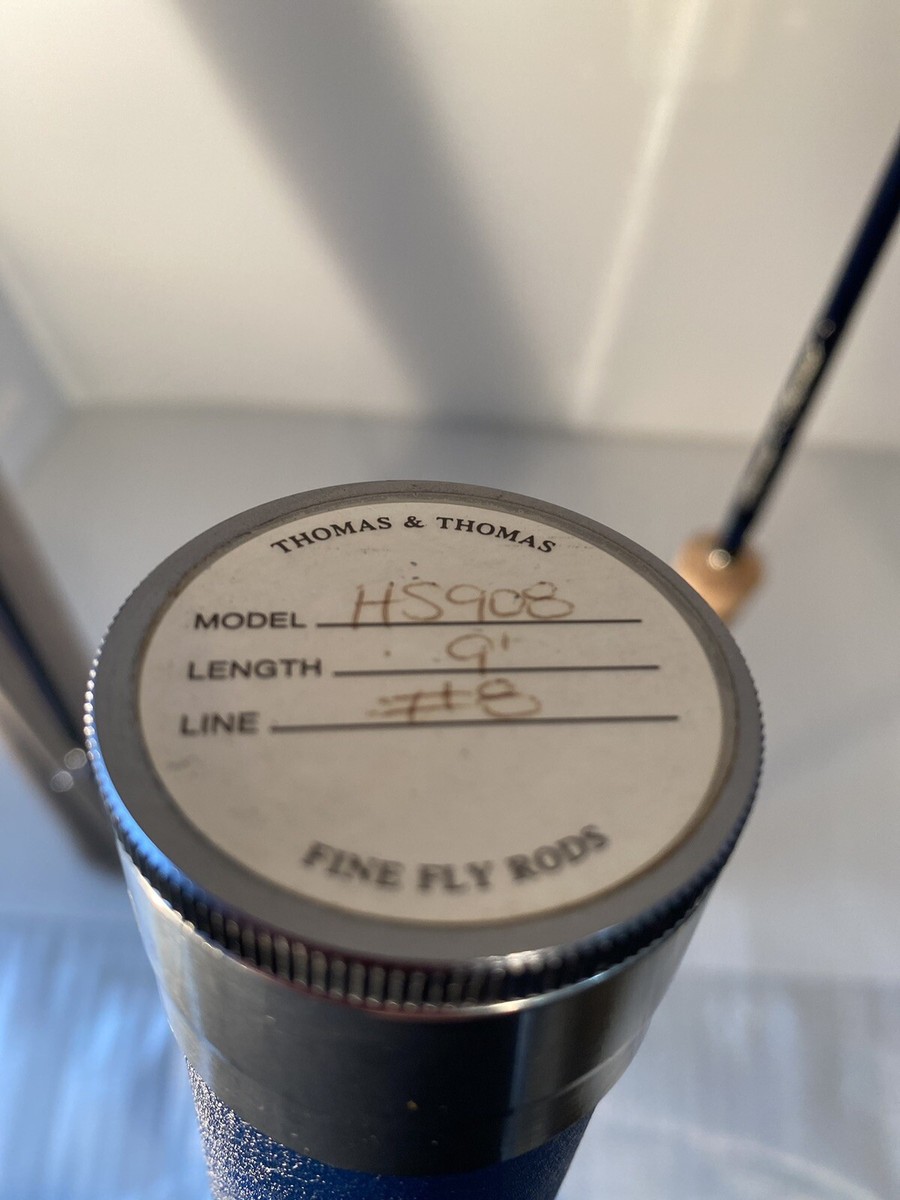 THOMAS & THOMAS
MODEL HS908
LENGTH 9'
LINE #8
FINE FLY RODS